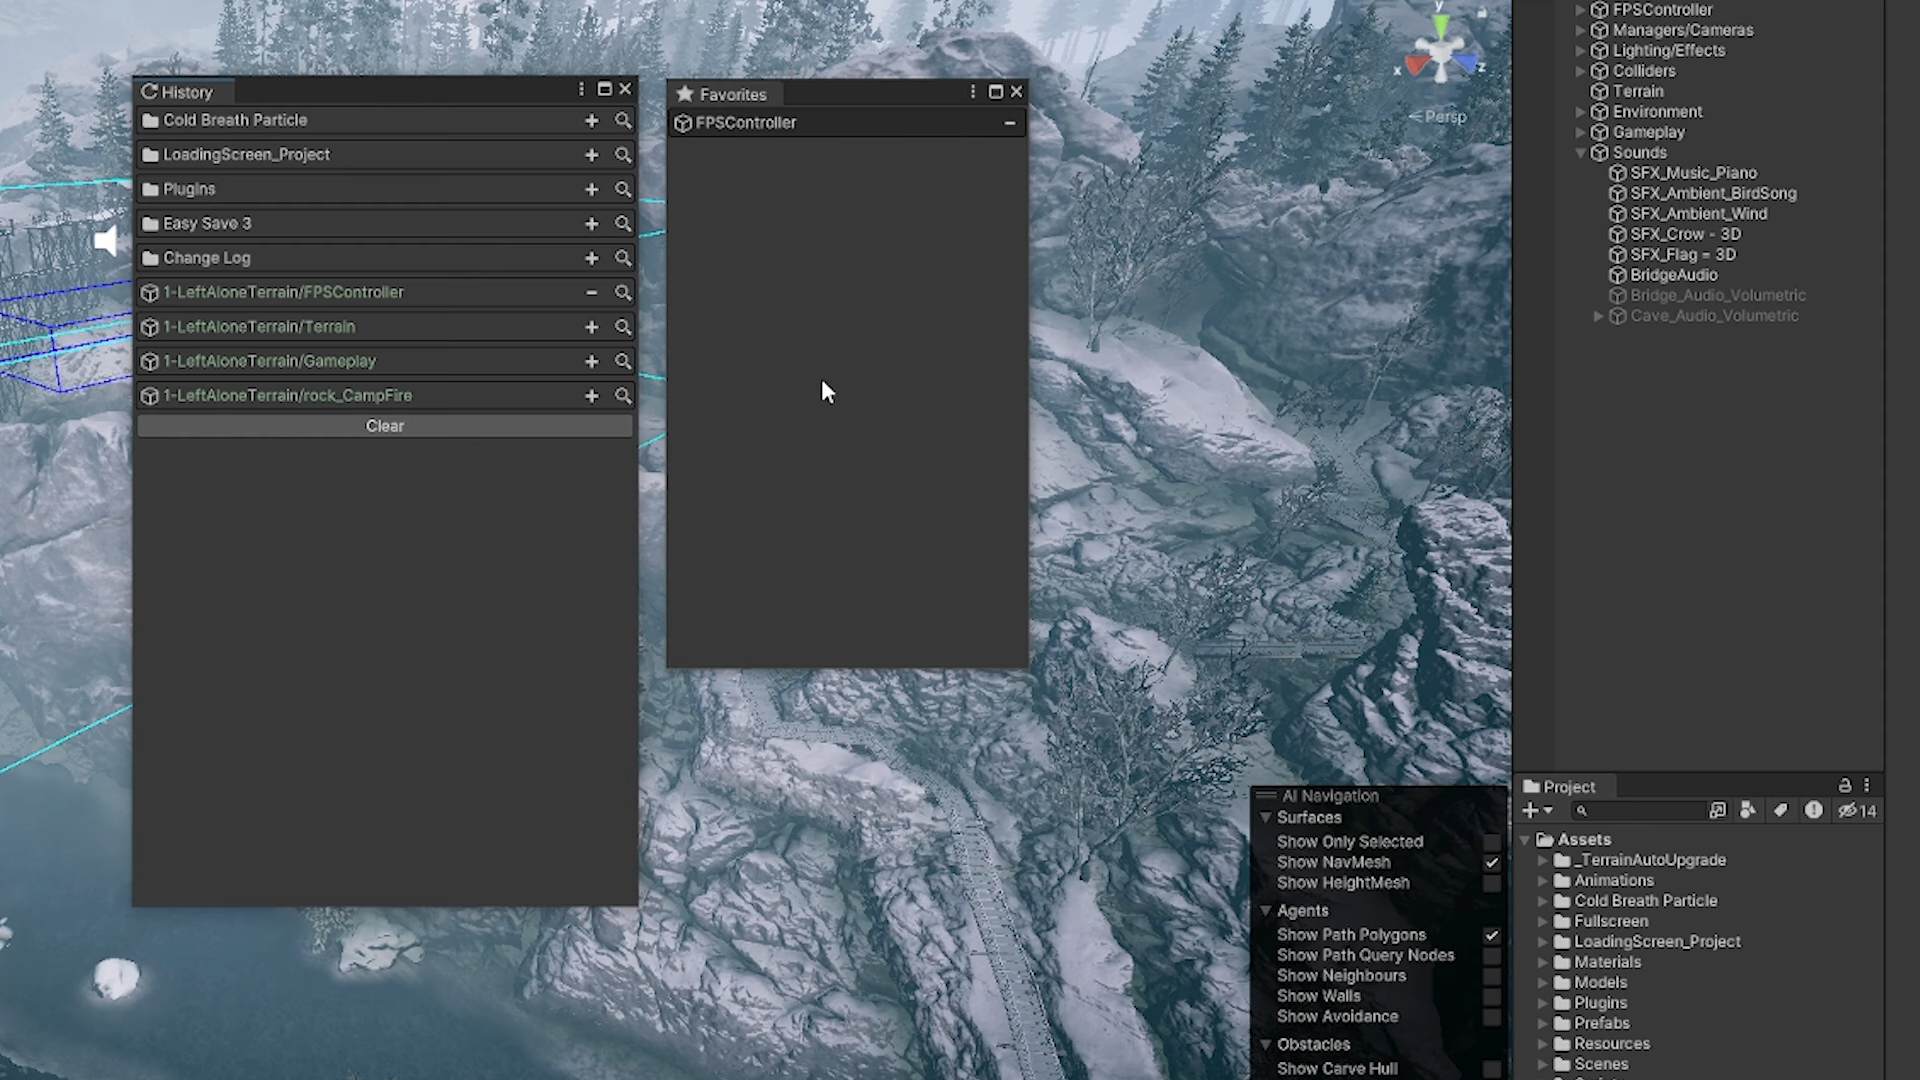 History
Cold Breath Particle
LoadingScreen_Project
Plugins
Easy Save 3
Change Log
1-LeftAloneTerrain/FPSController
1-LeftAloneTerrain/Terrain
1-LeftAloneTerrain/Gameplay
1-LeftAloneTerrain/rock_CampFire
Clear
Favorites
FPSController
y
x
z
Persp
FPSController
Managers/Cameras
Lighting/Effects
Colliders
Terrain
Environment
Gameplay
Sounds
SFX_Music_Piano
SFX_Ambient_BirdSong
SFX_Ambient_Wind
SFX_Crow - 3D
SFX_Flag = 3D
BridgeAudio
Bridge_Audio_Volumetric
Cave_Audio_Volumetric
AI Navigation
Surfaces
Show Only Selected
Show NavMesh
Show HeightMesh
Agents
Show Path Polygons
Show Path Query Nodes
Show Neighbours
Show Walls
Show Avoidance
Obstacles
Show Carve Hull
Project
14
Assets
_TerrainAutoUpgrade
Animations
Cold Breath Particle
Fullscreen
LoadingScreen_Project
Materials
Models
Plugins
Prefabs
Resources
Scenes